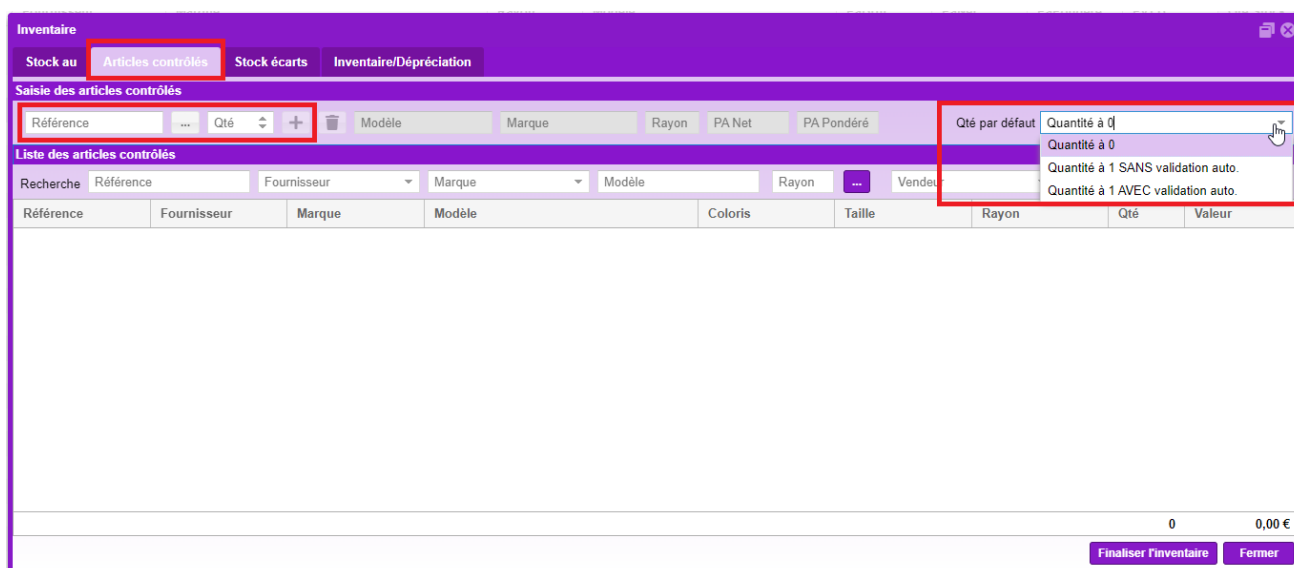 Inventaire
Stock au Articles contrôlés Stock écarts Inventaire/Dépréciation
Saisie des articles contrôlés
Référence ... Qté Modèle Marque Rayon PA Net PA Pondéré Qté par défaut Quantité à 0
Quantité à 0
Liste des articles contrôlés
Quantité à 1 SANS validation auto.
Recherche Référence Fournisseur Marque Modèle Rayon ... Vendeur
Quantité à 1 AVEC validation auto.
Référence Fournisseur Marque Modèle Coloris Taille Rayon Qté Valeur
0 0,00 €
Finaliser l'inventaire Fermer